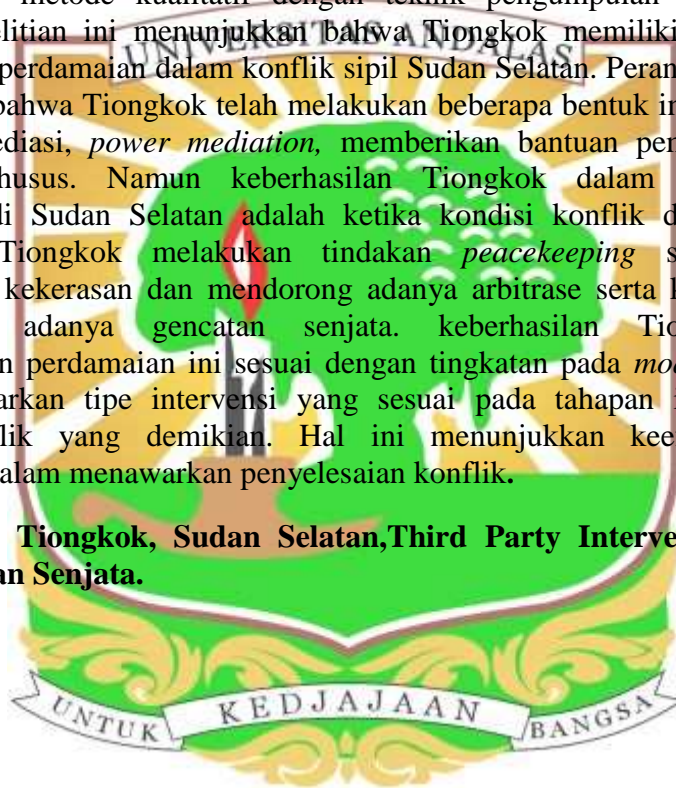 metode kualitatif dengan teknik pengumpulan
elitian ini menunjukkan bahwa Tiongkok memiliki
UNIVERSITAS ANDALAS
perdamaian dalam konflik sipil Sudan Selatan. Peran
bahwa Tiongkok telah melakukan beberapa bentuk in
ediasi, power mediation, memberikan bantuan pem
husus. Namun keberhasilan Tiongkok dalam
di Sudan Selatan adalah ketika kondisi konflik d
Tiongkok melakukan tindakan peacekeeping s
kekerasan dan mendorong adanya arbitrase serta k
adanya gencatan senjata. keberhasilan Tio
n perdamaian ini sesuai dengan tingkatan pada mo
arkan tipe intervensi yang sesuai pada tahapan
lik yang demikian. Hal ini menunjukkan kee
dalam menawarkan penyelesaian konflik.
Tiongkok, Sudan Selatan,Third Party Interve
an Senjata.
UNTUK KEDJAJAAN BANGSA